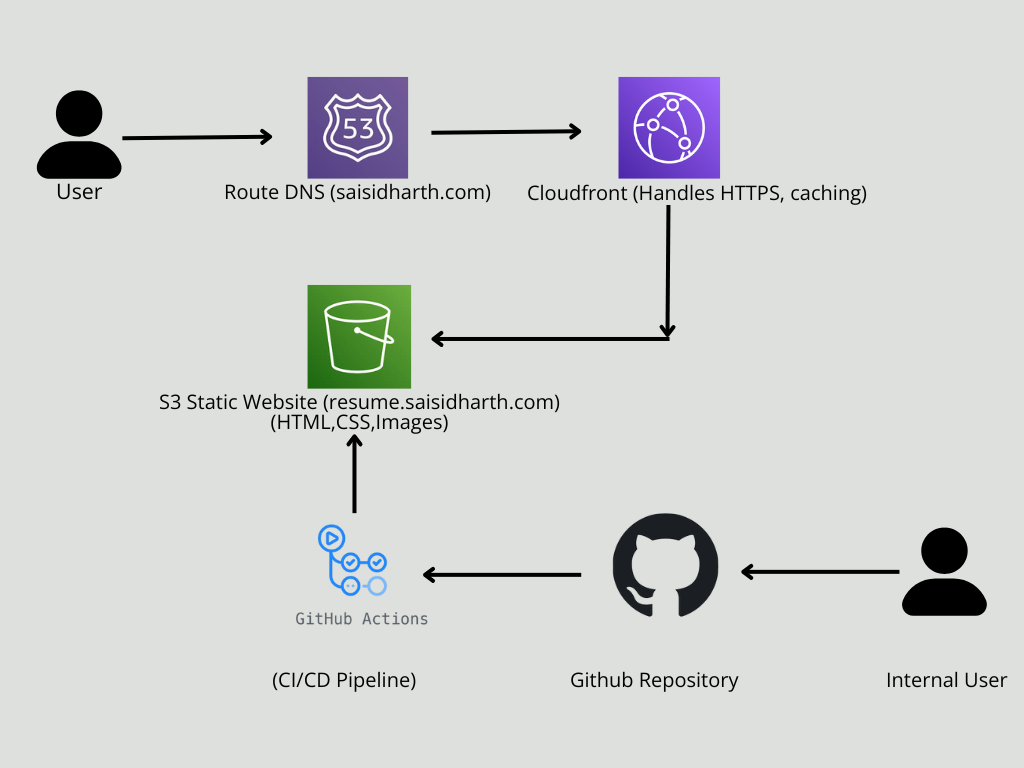 53
User
Route DNS (saisidharth.com)
Cloudfront (Handles HTTPS, caching)
S3 Static Website (resume.saisidharth.com)
(HTML,CSS,Images)
GitHub Actions
(CI/CD Pipeline)
Github Repository
Internal User